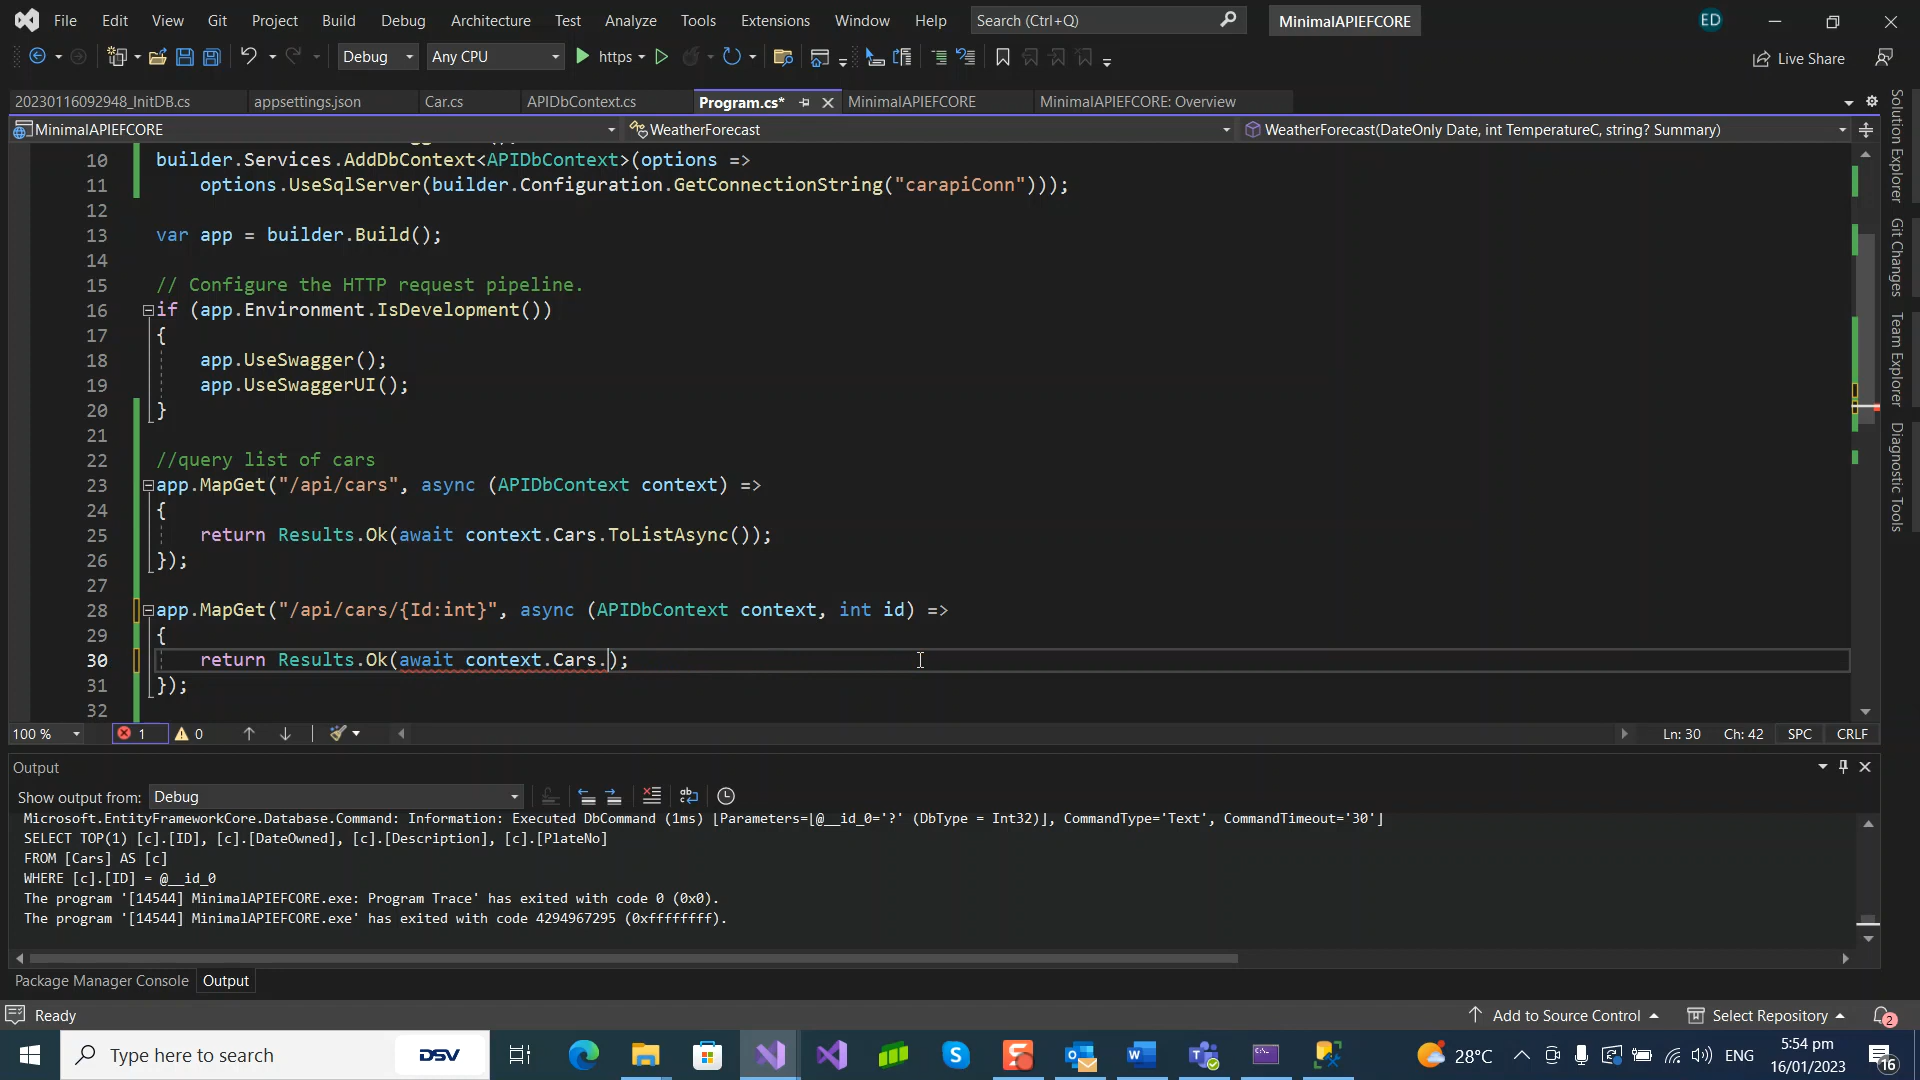 File Edit View Git Project Build Debug Architecture Test Analyze Tools Extensions Window Help Search (Ctrl+Q) MinimalAPIEFCORE ED
Debug Any CPU https Live Share
20230116092948_InitDB.cs appsettings.json Car.cs APIDbContext.cs Program.cs* MinimalAPIEFCORE MinimalAPIEFCORE: Overview
MinimalAPIEFCORE WeatherForecast WeatherForecast(DateOnly Date, int TemperatureC, string? Summary)
10 builder.Services.AddDbContext<APIDbContext>(options =>
11 options.UseSqlServer(builder.Configuration.GetConnectionString("carapiConn")));
12
13 var app = builder.Build();
14
15 // Configure the HTTP request pipeline.
16 if (app.Environment.IsDevelopment())
17 {
18 app.UseSwagger();
19 app.UseSwaggerUI();
20 }
21
22 //query list of cars
23 app.MapGet("/api/cars", async (APIDbContext context) =>
24 {
25 return Results.Ok(await context.Cars.ToListAsync());
26 });
27
28 app.MapGet("/api/cars/{Id:int}", async (APIDbContext context, int id) =>
29 {
30 return Results.Ok(await context.Cars.);
31 });
32
Solution Explorer
Git Changes
Team Explorer
Diagnostic Tools
100 % 1 0 Ln: 30 Ch: 42 SPC CRLF
Output
Show output from: Debug
Microsoft.EntityFrameworkCore.Database.Command: Information: Executed DbCommand (1ms) [Parameters=[@__id_0='?' (DbType = Int32)], CommandType='Text', CommandTimeout='30']
SELECT TOP(1) [c].[ID], [c].[DateOwned], [c].[Description], [c].[PlateNo]
FROM [Cars] AS [c]
WHERE [c].[ID] = @__id_0
The program '[14544] MinimalAPIEFCORE.exe: Program Trace' has exited with code 0 (0x0).
The program '[14544] MinimalAPIEFCORE.exe' has exited with code 4294967295 (0xffffffff).
Package Manager Console Output
Ready Add to Source Control Select Repository 2
Type here to search DSV 28°C ENG 5:54 pm
16/01/2023 16